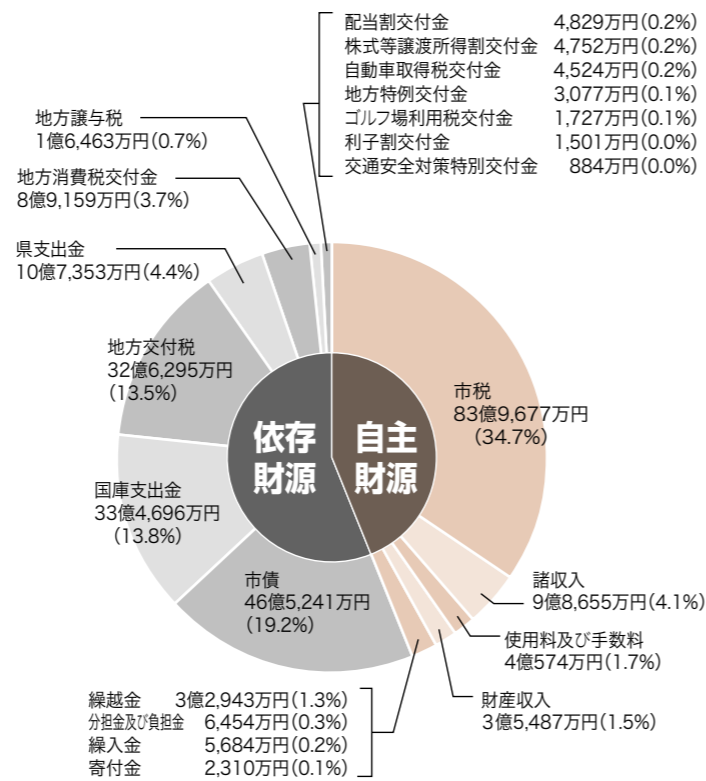 配当割交付金 4,829万円(0.2%)
株式等譲渡所得割交付金 4,752万円(0.2%)
自動車取得税交付金 4,524万円(0.2%)
地方特例交付金 3,077万円(0.1%)
ゴルフ場利用税交付金 1,727万円(0.1%)
利子割交付金 1,501万円(0.0%)
交通安全対策特別交付金 884万円(0.0%)
地方譲与税
1億6,463万円(0.7%)
地方消費税交付金
8億9,159万円(3.7%)
県支出金
10億7,353万円(4.4%)
地方交付税
32億6,295万円
(13.5%)
国庫支出金
33億4,696万円
(13.8%)
市債
46億5,241万円
(19.2%)
依存
財源
自主
財源
市税
83億9,677万円
(34.7%)
諸収入
9億8,655万円(4.1%)
使用料及び手数料
4億574万円(1.7%)
財産収入
3億5,487万円(1.5%)
繰越金 3億2,943万円(1.3%)
分担金及び負担金 6,454万円(0.3%)
繰入金 5,684万円(0.2%)
寄付金 2,310万円(0.1%)